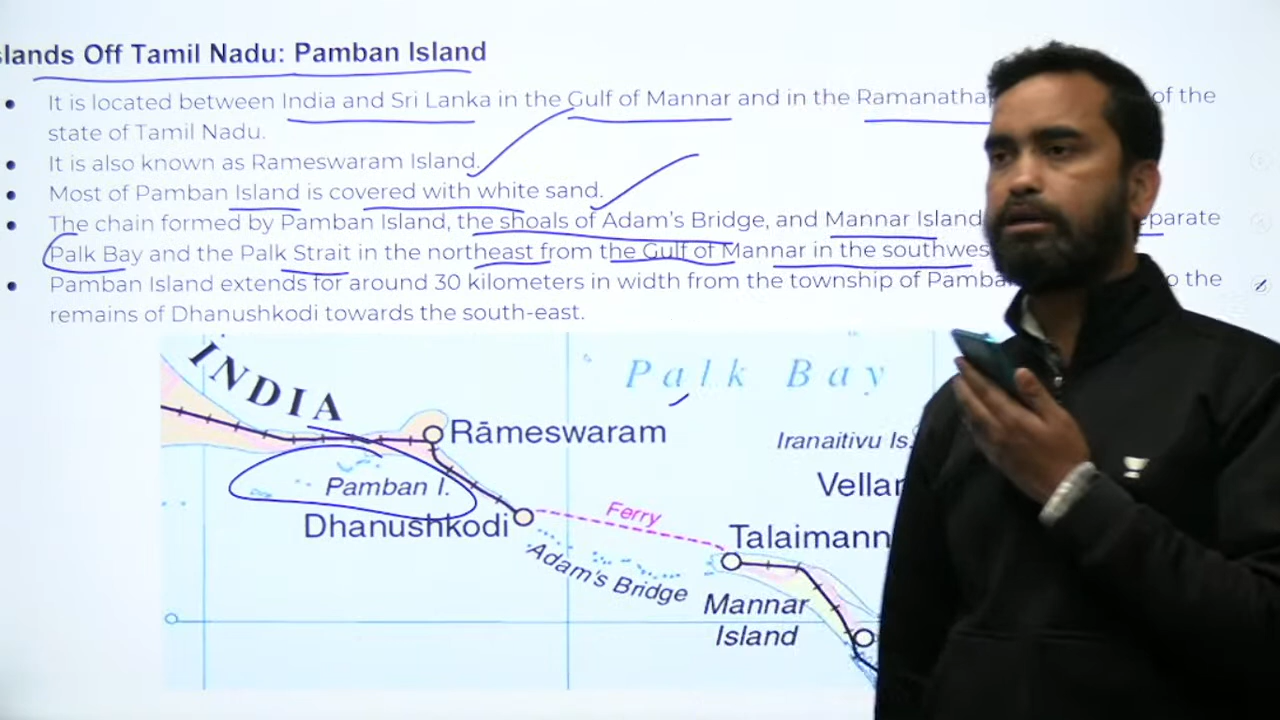 slands Off Tamil Nadu: Pamban Island
It is located between India and Sri Lanka in the Gulf of Mannar and in the Ramanatha of the
state of Tamil Nadu.
It is also known as Rameswaram Island.
Most of Pamban Island is covered with white sand.
The chain formed by Pamban Island, the shoals of Adam's Bridge, and Mannar Island eparate
Palk Bay and the Palk Strait in the northeast from the Gulf of Mannar in the southwes
Pamban Island extends for around 30 kilometers in width from the township of Pamba o the
remains of Dhanushkodi towards the south-east.
INDIA
Palk Bay
Rāmeswaram
Iranaitivu Is.
Pamban I.
Vellar
Dhanushkodi
Ferry
Talaimann
Adam's Bridge
Mannar
Island